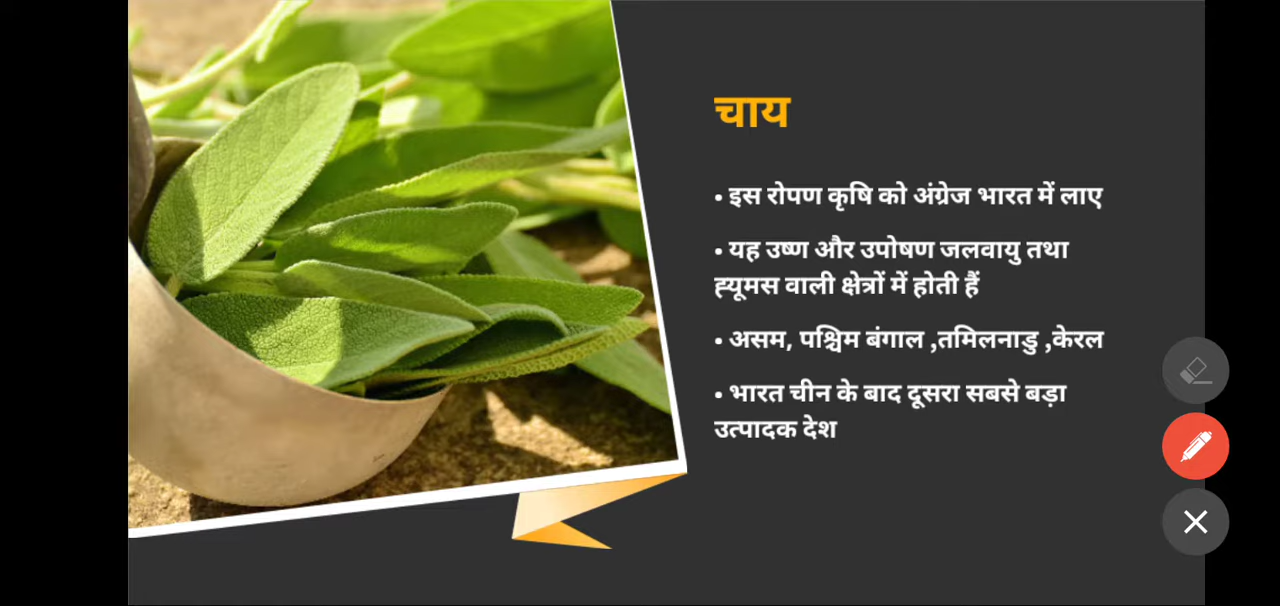 चाय
• इस रोपण कृषि को अंग्रेज भारत में लाए
• यह उष्ण और उपोषण जलवायु तथा
ह्यूमस वाली क्षेत्रों में होती हैं
• असम, पश्चिम बंगाल ,तमिलनाडु ,केरल
• भारत चीन के बाद दूसरा सबसे बड़ा
उत्पादक देश